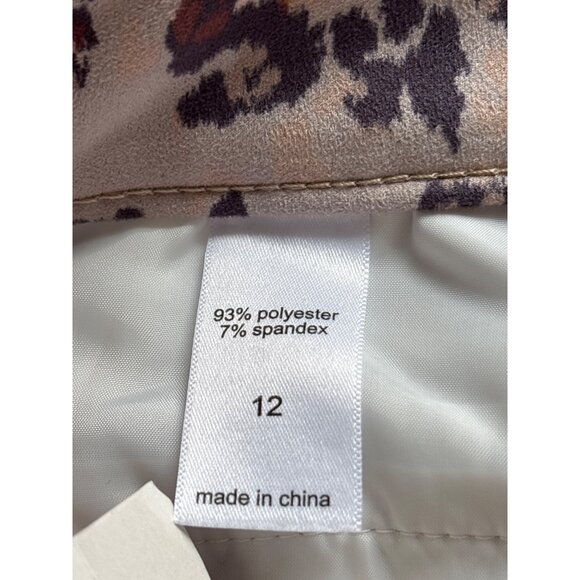 93% polyester
7% spandex
12
made in china